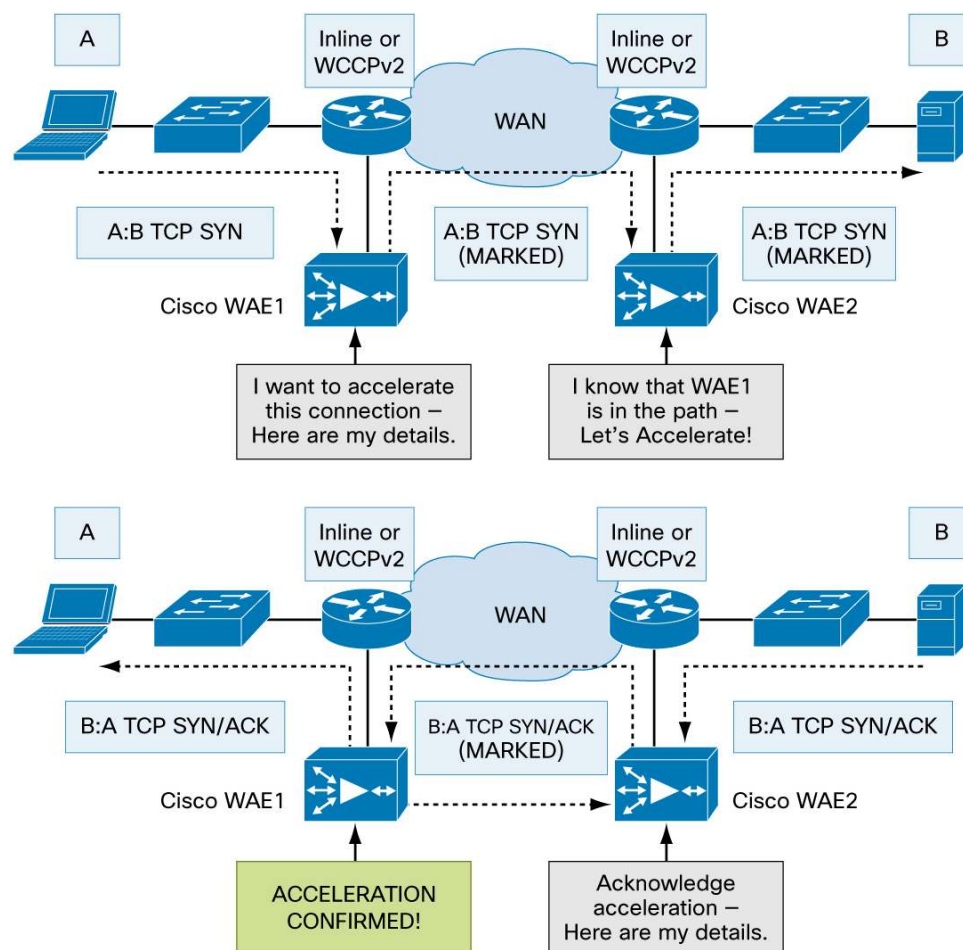 A
Inline or
WCCPv2
Inline or
WCCPv2
B
WAN
A:B TCP SYN
A:B TCP SYN
(MARKED)
A:B TCP SYN
(MARKED)
Cisco WAE1
Cisco WAE2
I want to accelerate
this connection –
Here are my details.
I know that WAE1
is in the path –
Let's Accelerate!
A
Inline or
WCCPv2
Inline or
WCCPv2
B
WAN
B:A TCP SYN/ACK
B:A TCP SYN/ACK
(MARKED)
B:A TCP SYN/ACK
Cisco WAE1
Cisco WAE2
ACCELERATION
CONFIRMED!
Acknowledge
acceleration –
Here are my details.